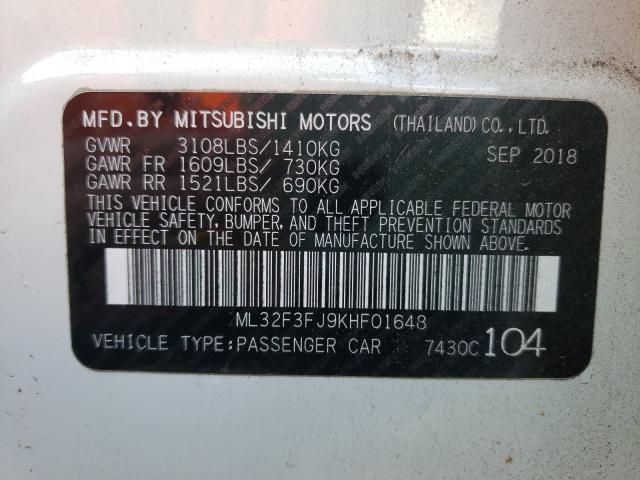 MFD.BY MITSUBISHI MOTORS (THAILAND)CO.,LTD.
GVWR 3108LBS/1410KG SEP 2018
GAWR FR 1609LBS/ 730KG
GAWR RR 1521LBS/ 690KG
THIS VEHICLE CONFORMS TO ALL APPLICABLE FEDERAL MOTOR
VEHICLE SAFETY, BUMPER, AND THEFT PREVENTION STANDARDS
IN EFFECT ON THE DATE OF MANUFACTURE SHOWN ABOVE.
ML32F3FJ9KHF01648
VEHICLE TYPE:PASSENGER CAR 7430C 104